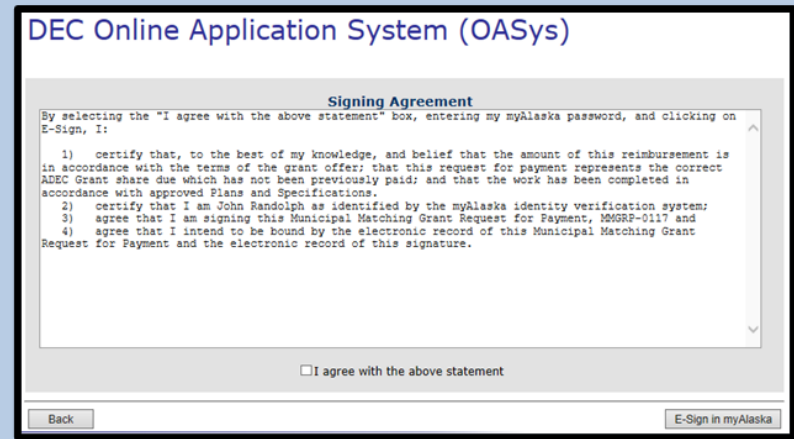 DEC Online Application System (OASys)
Signing Agreement
By selecting the "I agree with the above statement" box, entering my myAlaska password, and clicking on
E-Sign, I:
1) certify that, to the best of my knowledge, and belief that the amount of this reimbursement is
in accordance with the terms of the grant offer; that this request for payment represents the correct
ADEC Grant share due which has not been previously paid; and that the work has been completed in
accordance with approved Plans and Specifications.
2) certify that I am John Randolph as identified by the myAlaska identity verification system;
3) agree that I am signing this Municipal Matching Grant Request for Payment, MMGRP-0117 and
4) agree that I intend to be bound by the electronic record of this Municipal Matching Grant
Request for Payment and the electronic record of this signature.
I agree with the above statement
Back
E-Sign in myAlaska